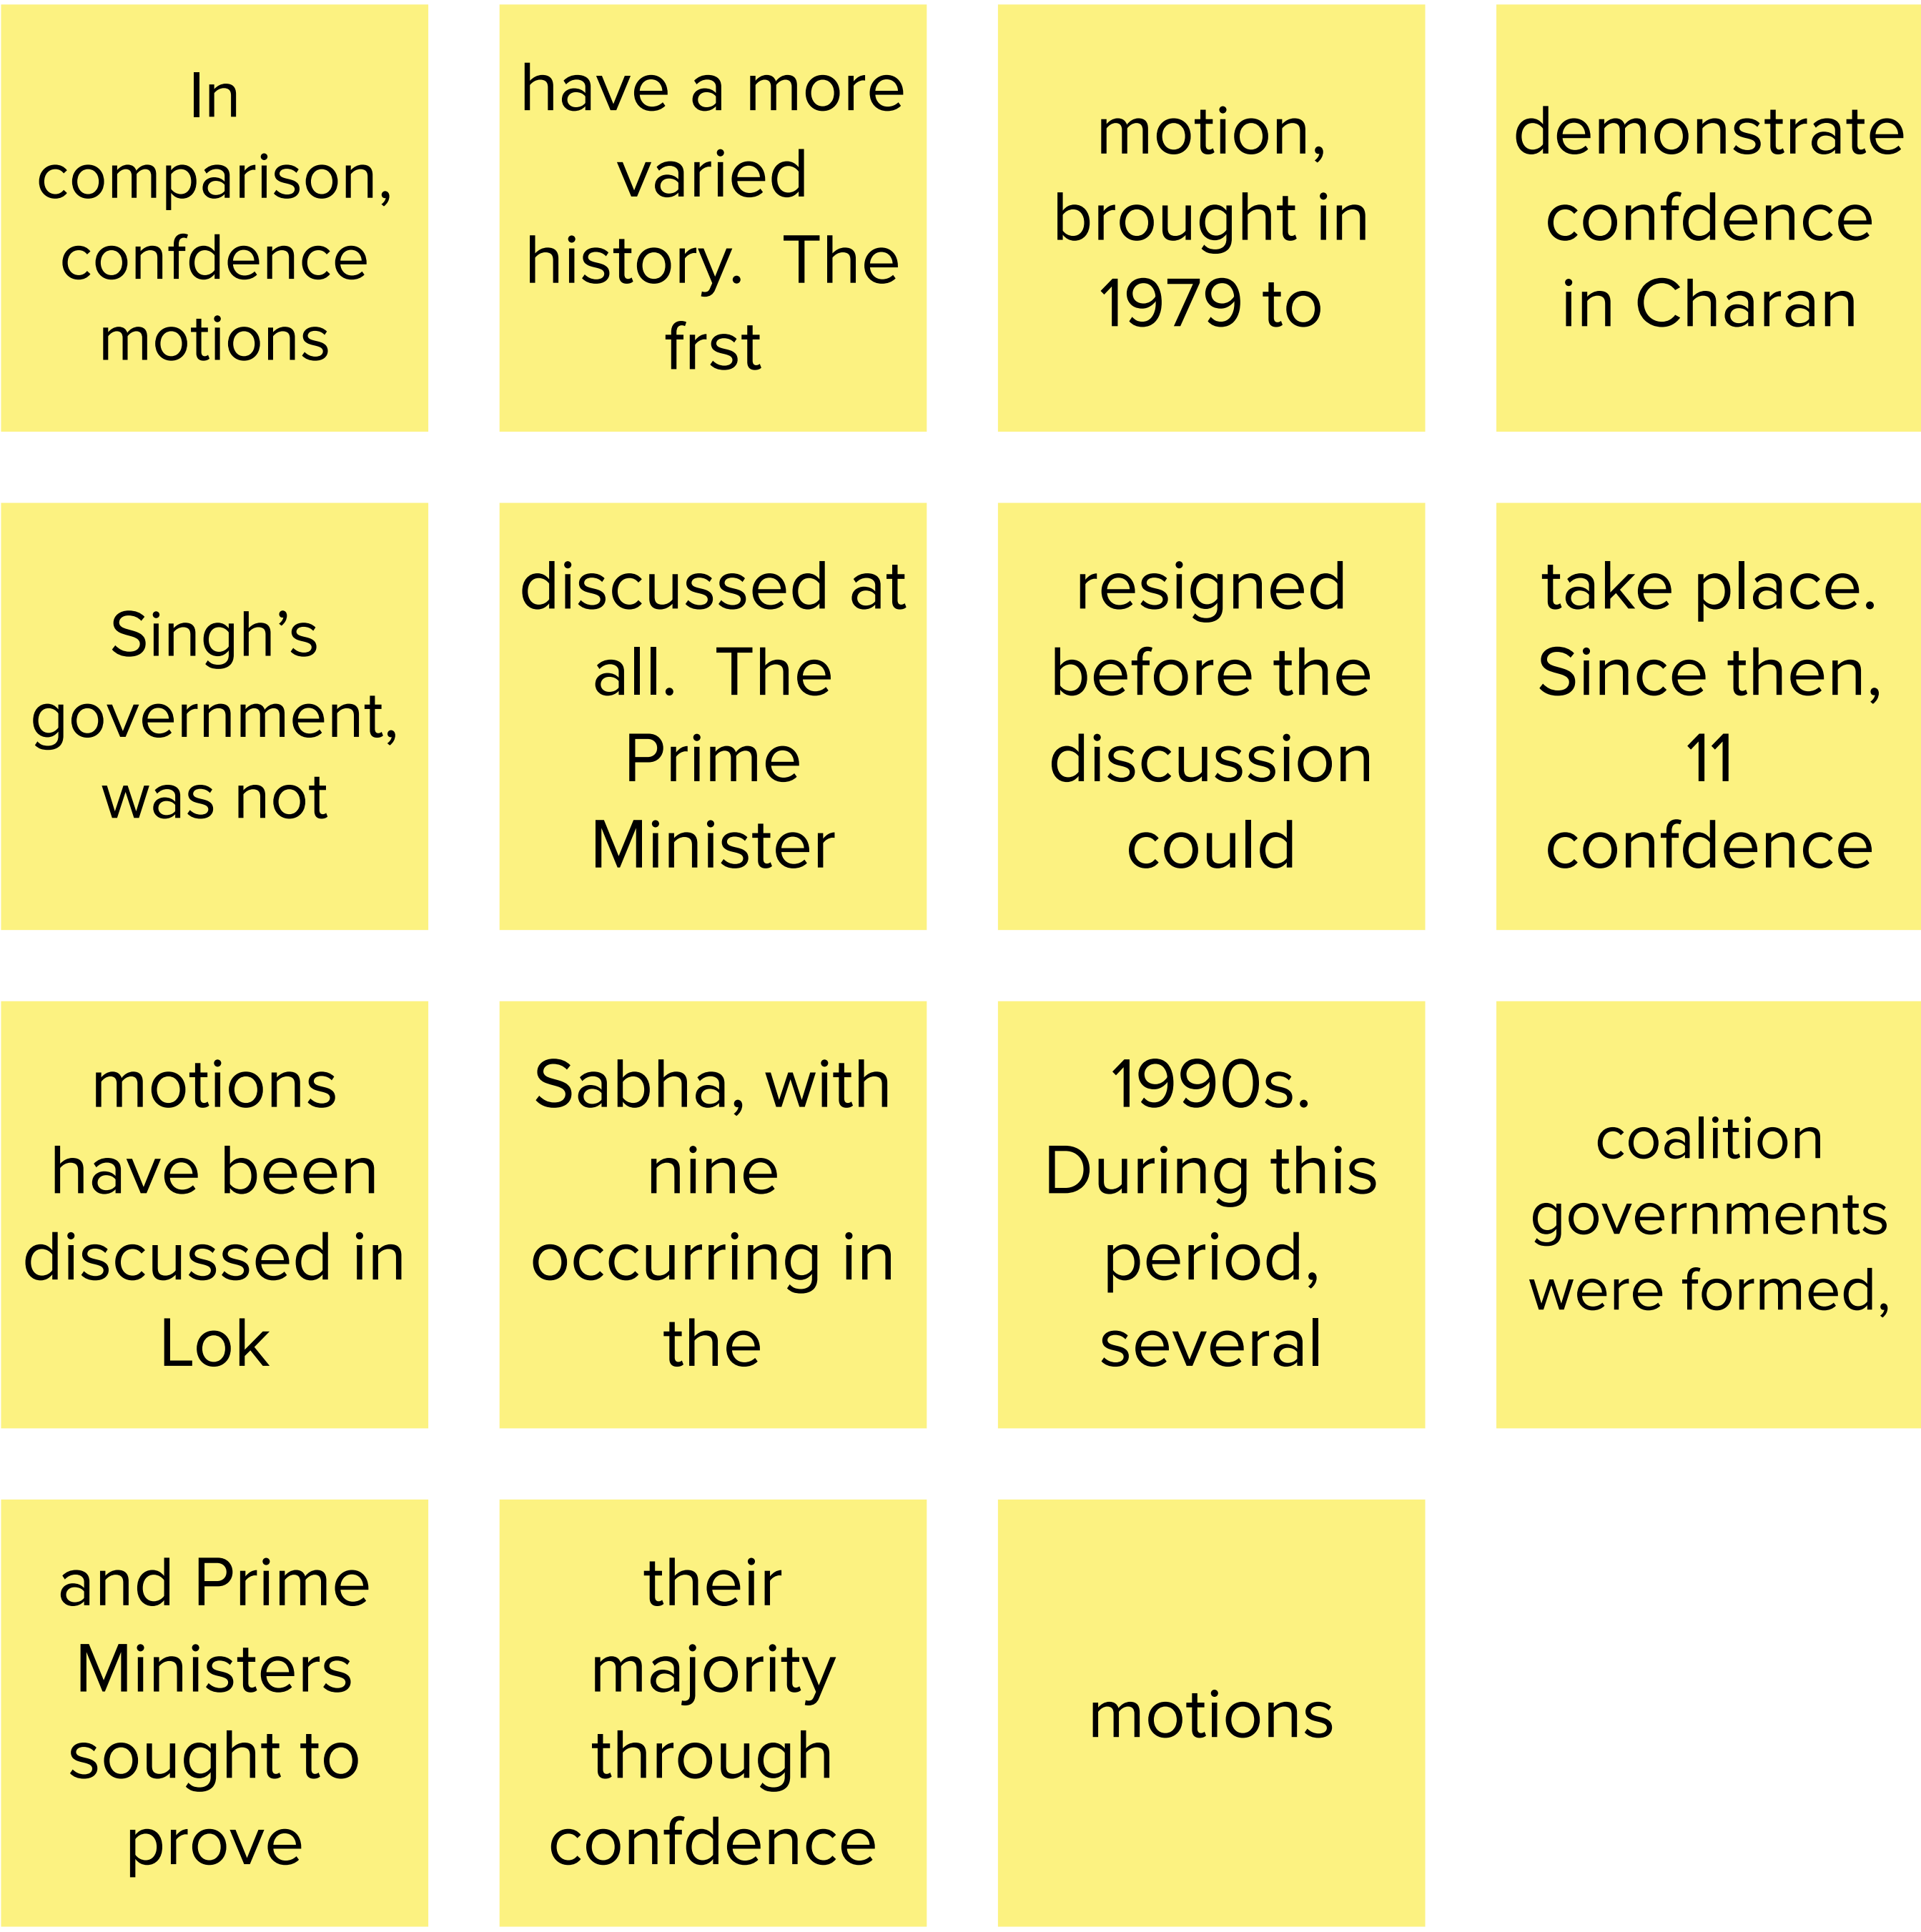 In
comparison,
confdence
motions
have a more
varied
history. The
frst
motion,
brought in
1979 to
demonstrate
confdence
in Charan
Singh’s
government,
was not
discussed at
all. The
Prime
Minister
resigned
before the
discussion
could
take place.
Since then,
11
confdence
motions
have been
discussed in
Lok
Sabha, with
nine
occurring in
the
1990s.
During this
period,
several
coalition
governments
were formed,
and Prime
Ministers
sought to
prove
their
majority
through
confdence
motions